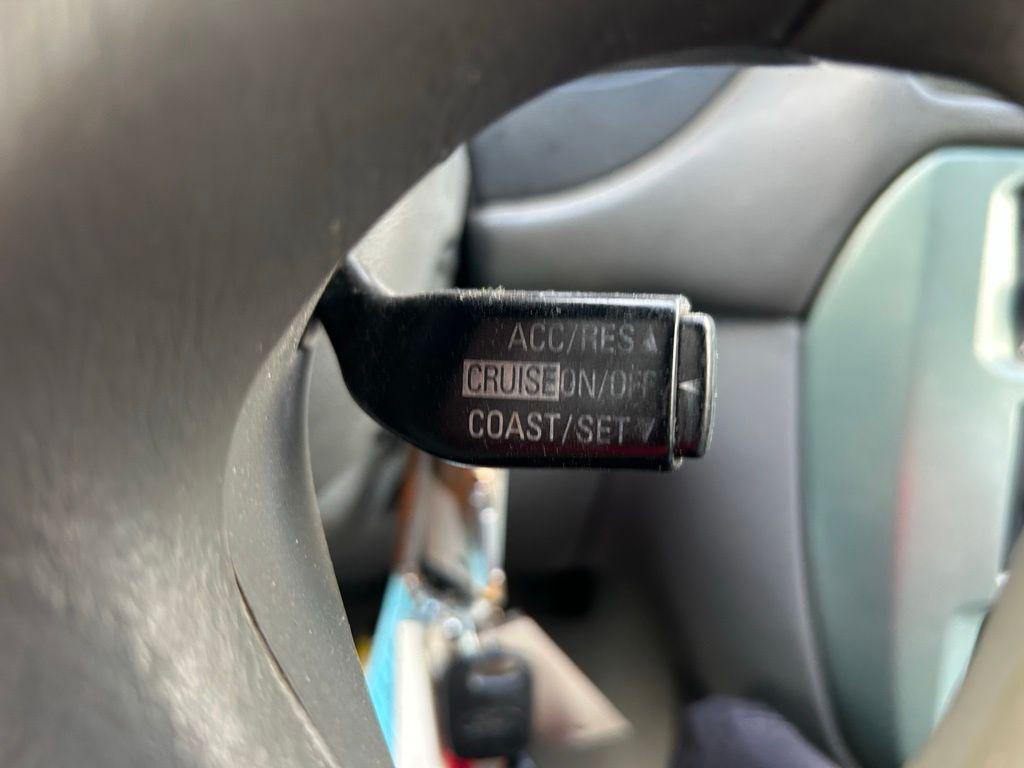 ACC/RES ▲
CRUISE ON/OFF ◄
COAST/SET ▼